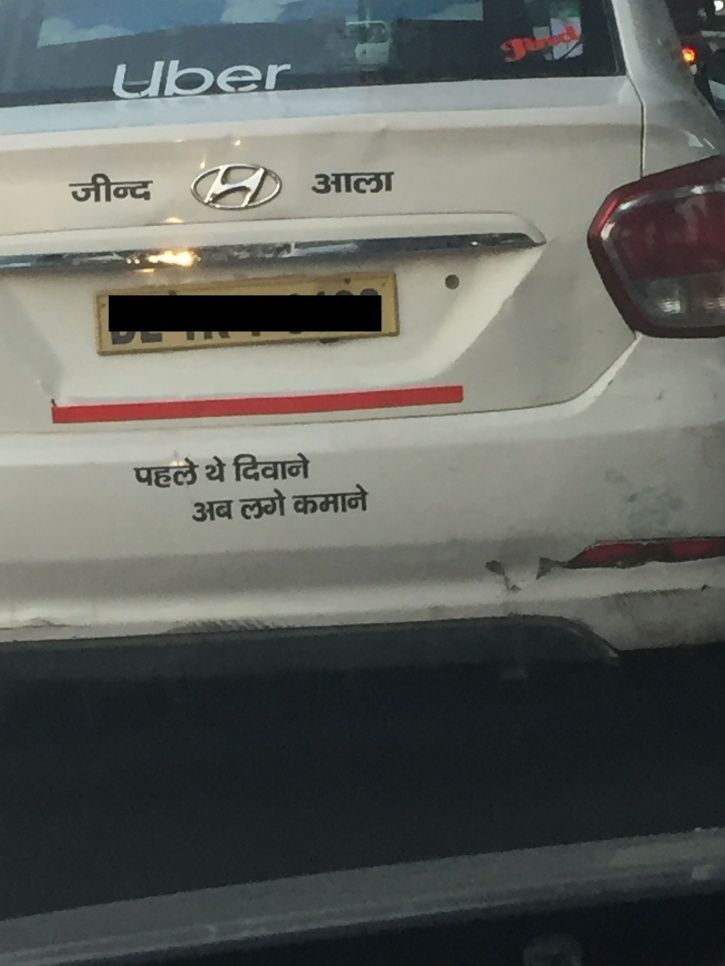 Uber
जीन्द आला
पहले थे दिवाने
अब लगे कमाने